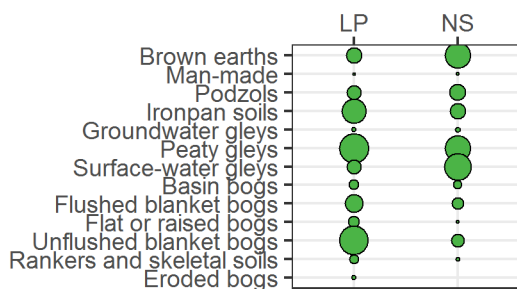 LP NS
Brown earths
Man-made
Podzols
Ironpan soils
Groundwater gleys
Peaty gleys
Surface-water gleys
Basin bogs
Flushed blanket bogs
Flat or raised bogs
Unflushed blanket bogs
Rankers and skeletal soils
Eroded bogs